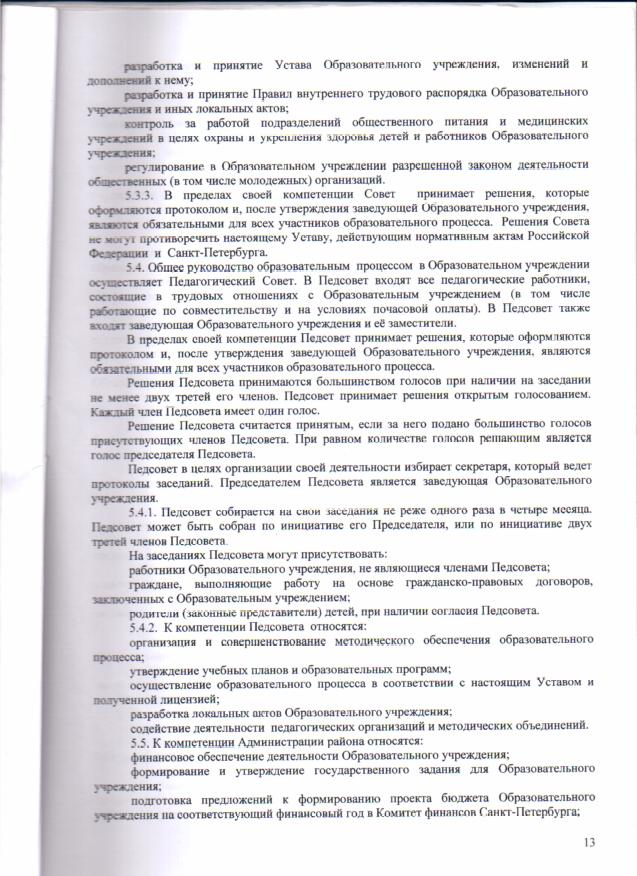 разработка и принятие Устава Образовательного учреждения, изменений и
дополнений к нему;
разработка и принятие Правил внутреннего трудового распорядка Образовательного
учреждения и иных локальных актов;
контроль за работой подразделений общественного питания и медицинских
учреждений в целях охраны и укрепления здоровья детей и работников Образовательного
учреждения;
регулирование в Образовательном учреждении разрешенной законом деятельности
общественных (в том числе молодежных) организаций.
5.3.3. В пределах своей компетенции Совет принимает решения, которые
оформляются протоколом и, после утверждения заведующей Образовательного учреждения,
являются обязательными для всех участников образовательного процесса. Решения Совета
не могут противоречить настоящему Уставу, действующим нормативным актам Российской
Федерации и Санкт-Петербурга.
5.4. Общее руководство образовательным процессом в Образовательном учреждении
осуществляет Педагогический Совет. В Педсовет входят все педагогические работники,
состоящие в трудовых отношениях с Образовательным учреждением (в том числе
работающие по совместительству и на условиях почасовой оплаты). В Педсовет также
входят заведующая Образовательного учреждения и её заместители.
В пределах своей компетенции Педсовет принимает решения, которые оформляются
протоколом и, после утверждения заведующей Образовательного учреждения, являются
обязательными для всех участников образовательного процесса.
Решения Педсовета принимаются большинством голосов при наличии на заседании
не менее двух третей его членов. Педсовет принимает решения открытым голосованием.
Каждый член Педсовета имеет один голос.
Решение Педсовета считается принятым, если за него подано большинство голосов
присутствующих членов Педсовета. При равном количестве голосов решающим является
голос председателя Педсовета.
Педсовет в целях организации своей деятельности избирает секретаря, который ведет
протоколы заседаний. Председателем Педсовета является заведующая Образовательного
учреждения.
5.4.1. Педсовет собирается на свои заседания не реже одного раза в четыре месяца.
Педсовет может быть собран по инициативе его Председателя, или по инициативе двух
третей членов Педсовета.
На заседаниях Педсовета могут присутствовать:
работники Образовательного учреждения, не являющиеся членами Педсовета;
граждане, выполняющие работу на основе гражданско-правовых договоров,
заключенных с Образовательным учреждением;
родители (законные представители) детей, при наличии согласия Педсовета.
5.4.2. К компетенции Педсовета относятся:
организация и совершенствование методического обеспечения образовательного
процесса;
утверждение учебных планов и образовательных программ;
осуществление образовательного процесса в соответствии с настоящим Уставом и
полученной лицензией;
разработка локальных актов Образовательного учреждения;
содействие деятельности педагогических организаций и методических объединений.
5.5. К компетенции Администрации района относятся:
финансовое обеспечение деятельности Образовательного учреждения;
формирование и утверждение государственного задания для Образовательного
учреждения;
подготовка предложений к формированию проекта бюджета Образовательного
учреждения на соответствующий финансовый год в Комитет финансов Санкт-Петербурга;
13